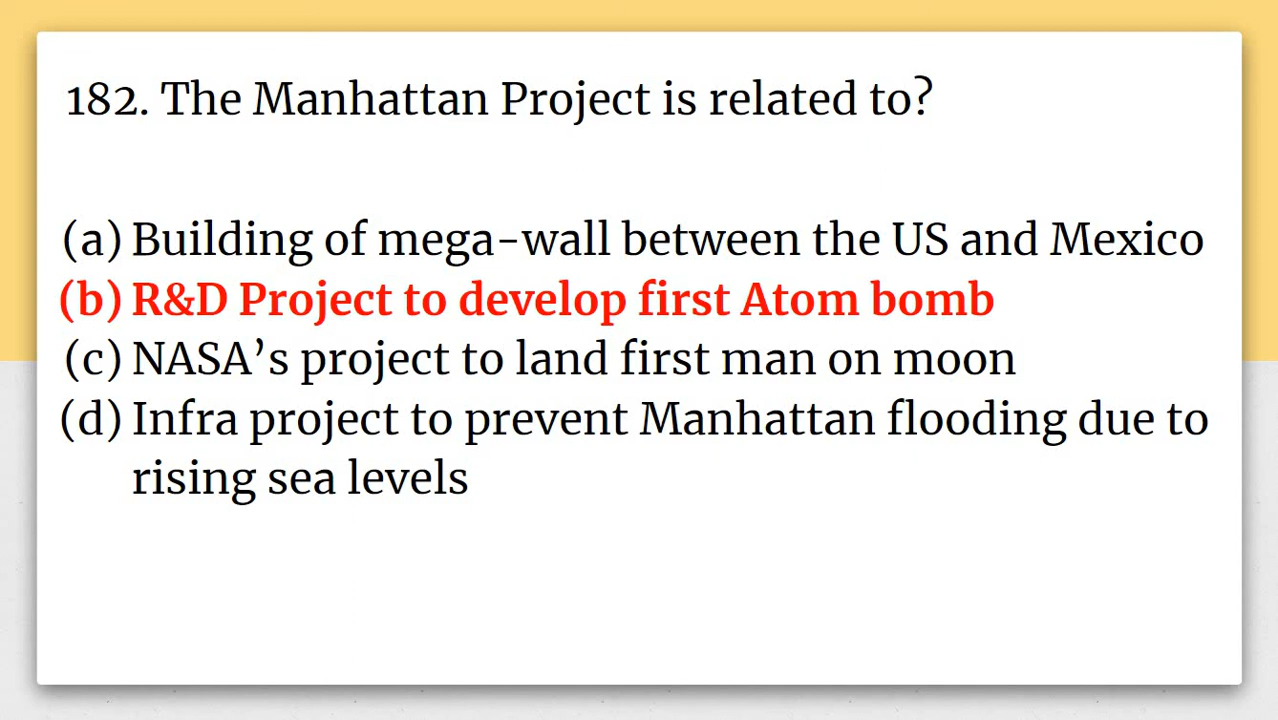 182. The Manhattan Project is related to?
(a) Building of mega-wall between the US and Mexico
(b) R&D Project to develop first Atom bomb
(c) NASA’s project to land first man on moon
(d) Infra project to prevent Manhattan flooding due to
rising sea levels